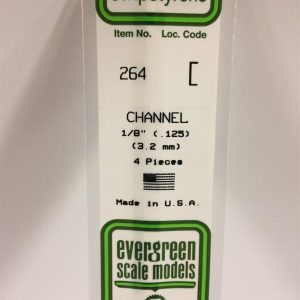 Item No. Loc. Code
264 [
CHANNEL
1/8" (.125)
(3.2 mm)
4 Pieces
Made in U.S.A.
evergreen
scale models